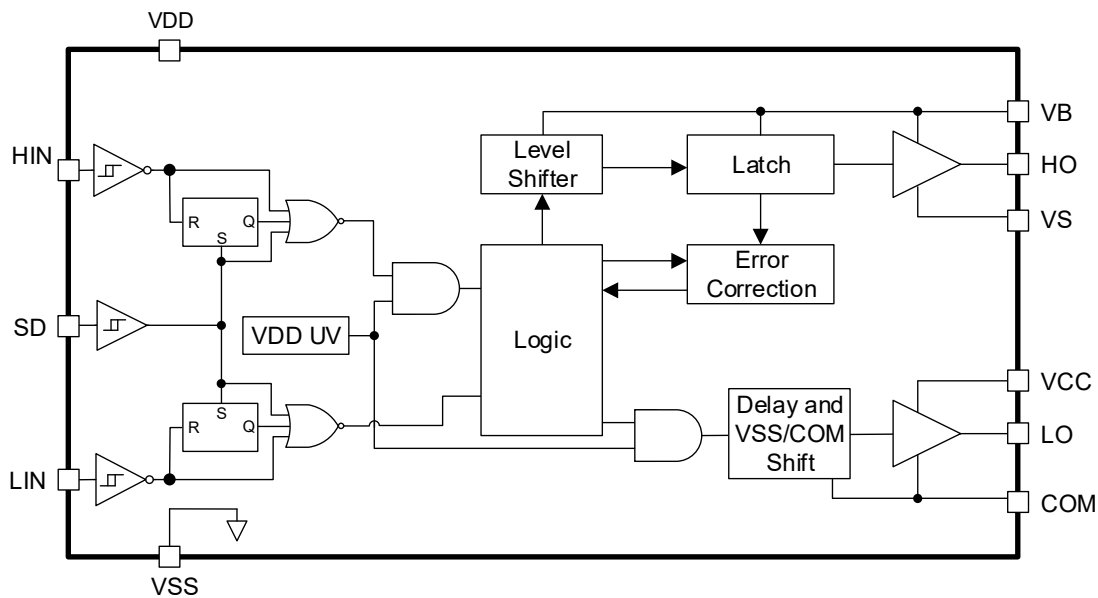 VDD
HIN
R
Q
S
SD
VDD UV
S
R
Q
LIN
VSS
Level
Shifter
Latch
Error
Correction
Logic
Delay and
VSS/COM
Shift
VB
HO
VS
VCC
LO
COM